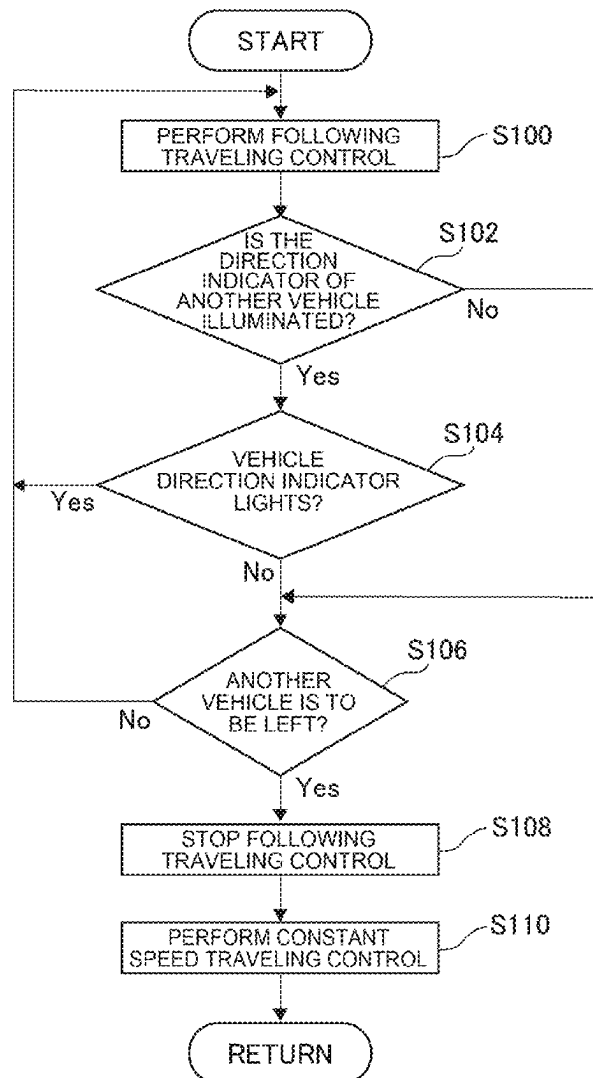 START
PERFORM FOLLOWING
TRAVELING CONTROL
S100
IS THE
DIRECTION
INDICATOR OF
ANOTHER VEHICLE
ILLUMINATED?
S102
No
Yes
VEHICLE
DIRECTION INDICATOR
LIGHTS?
S104
Yes
No
ANOTHER
VEHICLE IS TO
BE LEFT?
S106
No
Yes
STOP FOLLOWING
TRAVELING CONTROL
S108
PERFORM CONSTANT
SPEED TRAVELING CONTROL
S110
RETURN